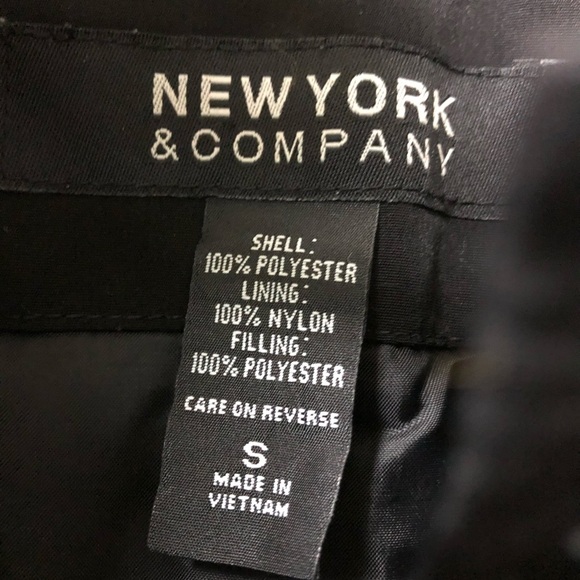 NEW YORK
& COMPANY
SHELL:
100% POLYESTER
LINING:
100% NYLON
FILLING:
100% POLYESTER
CARE ON REVERSE
S
MADE IN
VIETNAM